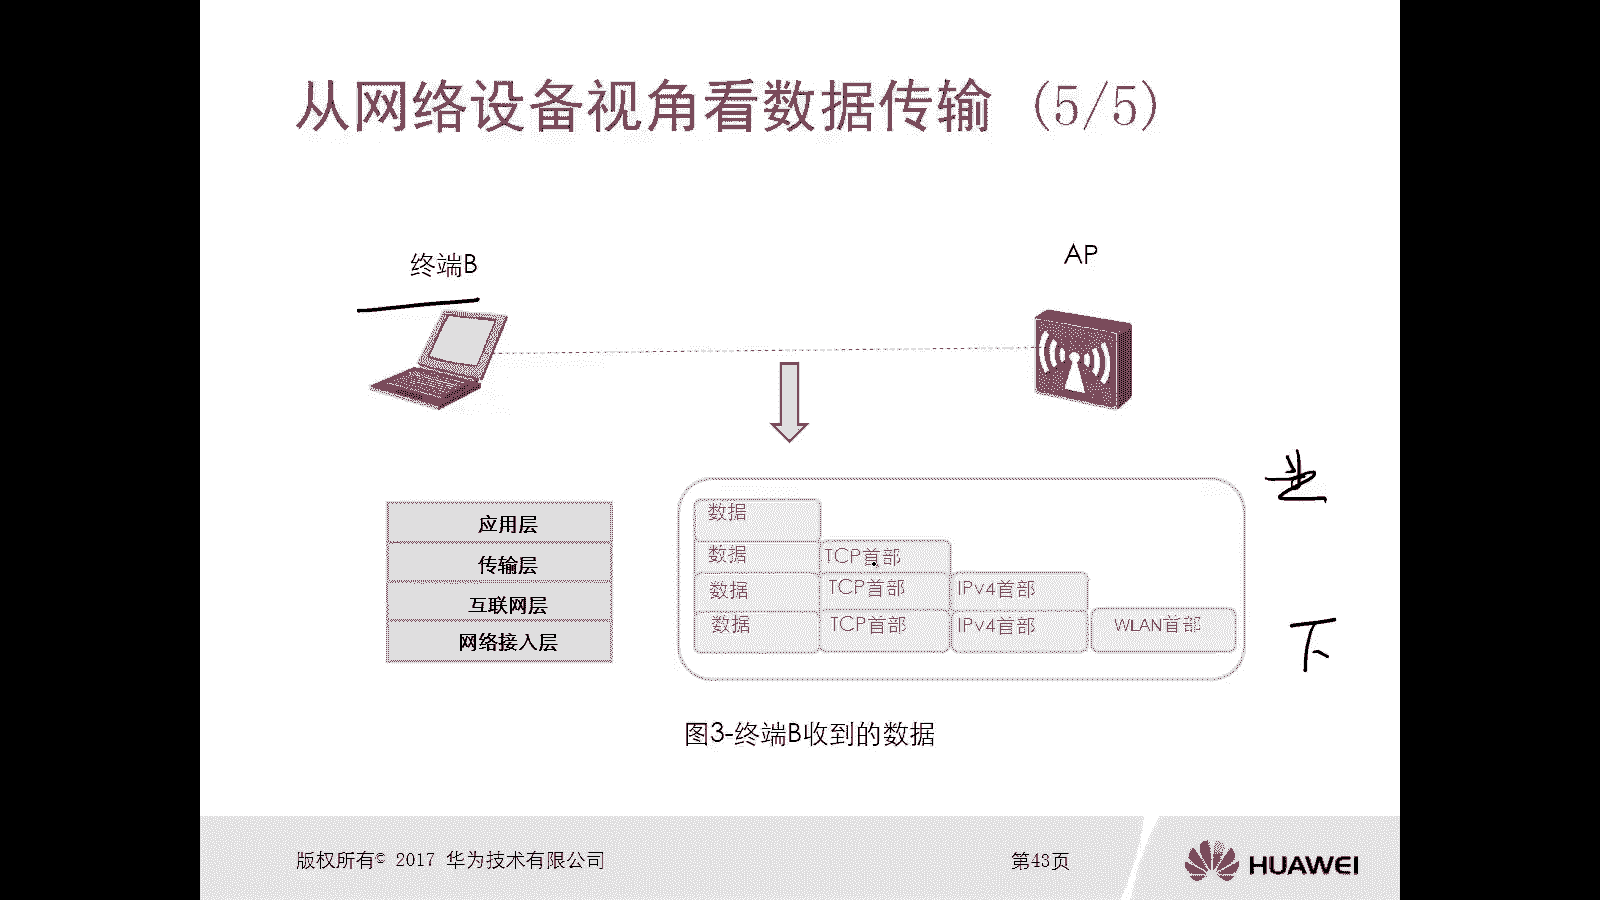 从网络设备视角看数据传输 (5/5)
终端B
AP
应用层
传输层
互联网层
网络接入层
数据
数据 TCP首部
数据 TCP首部 IPv4首部
数据 TCP首部 IPv4首部 WLAN首部
下
图3-终端B收到的数据
版权所有© 2017 华为技术有限公司
第43页
HUAWEI